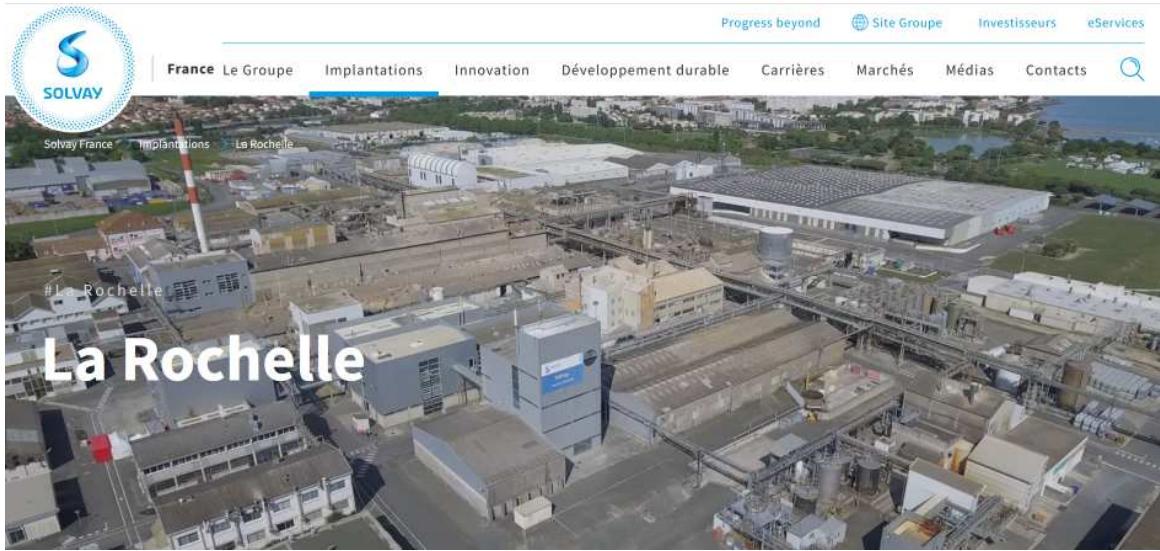 Progress beyond Site Groupe Investisseurs eServices
SOLVAY
France Le Groupe Implantations Innovation Développement durable Carrières Marchés Médias Contacts
Solvay France Implantations La Rochelle
#La Rochelle
La Rochelle